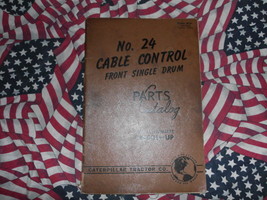 No. 24
CABLE CONTROL
FRONT SINGLE DRUM
PARTS
Catalog
CATERPILLAR TRACTOR CO.